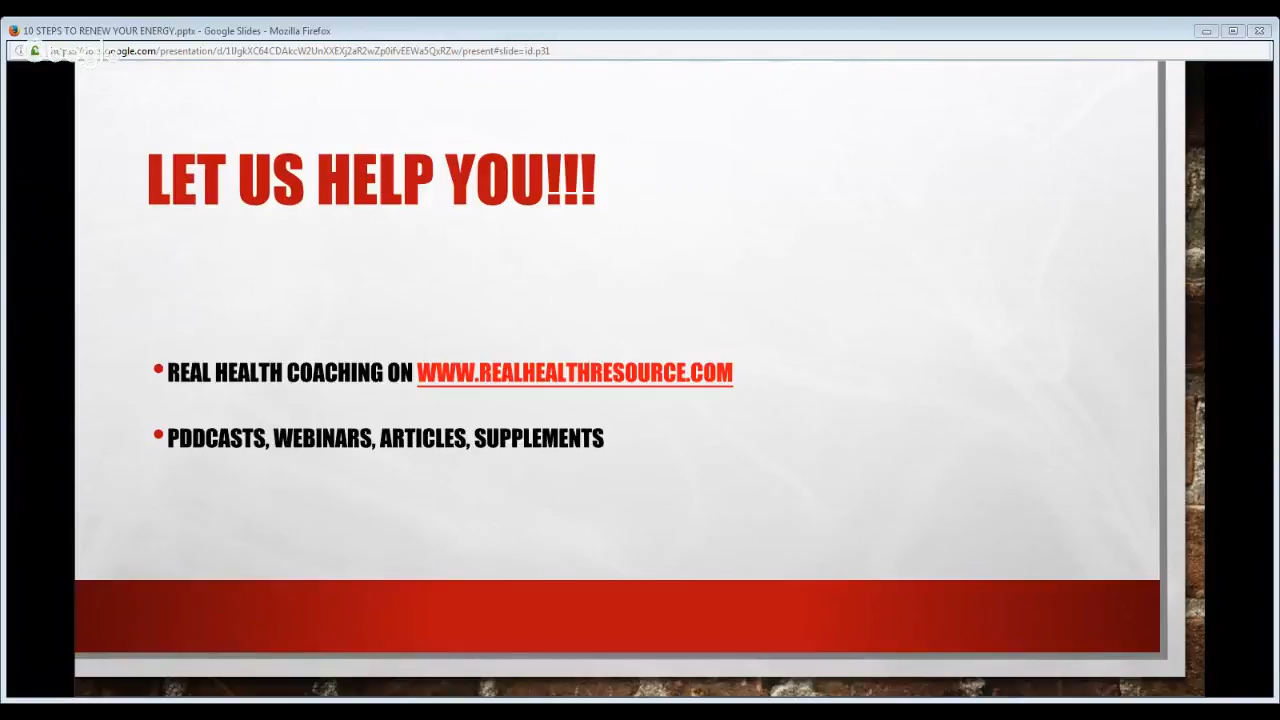 10 STEPS TO RENEW YOUR ENERGY.pptx - Google Slides - Mozilla Firefox
Google
LET US HELP YOU!!!
•REAL HEALTH COACHING ON WWW.REALHEALTHRESOURCE.COM
•PDDCASTS, WEBINARS, ARTICLES, SUPPLEMENTS